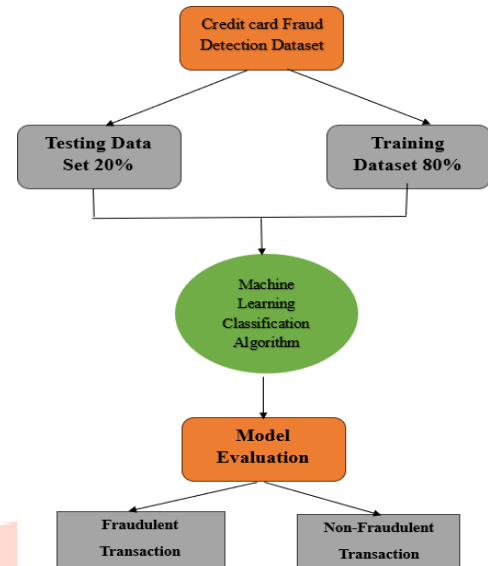 Credit card Fraud
Detection Dataset
Testing Data
Set 20%
Training
Dataset 80%
Machine
Learning
Classification
Algorithm
Model
Evaluation
Fraudulent
Transaction
Non-Fraudulent
Transaction